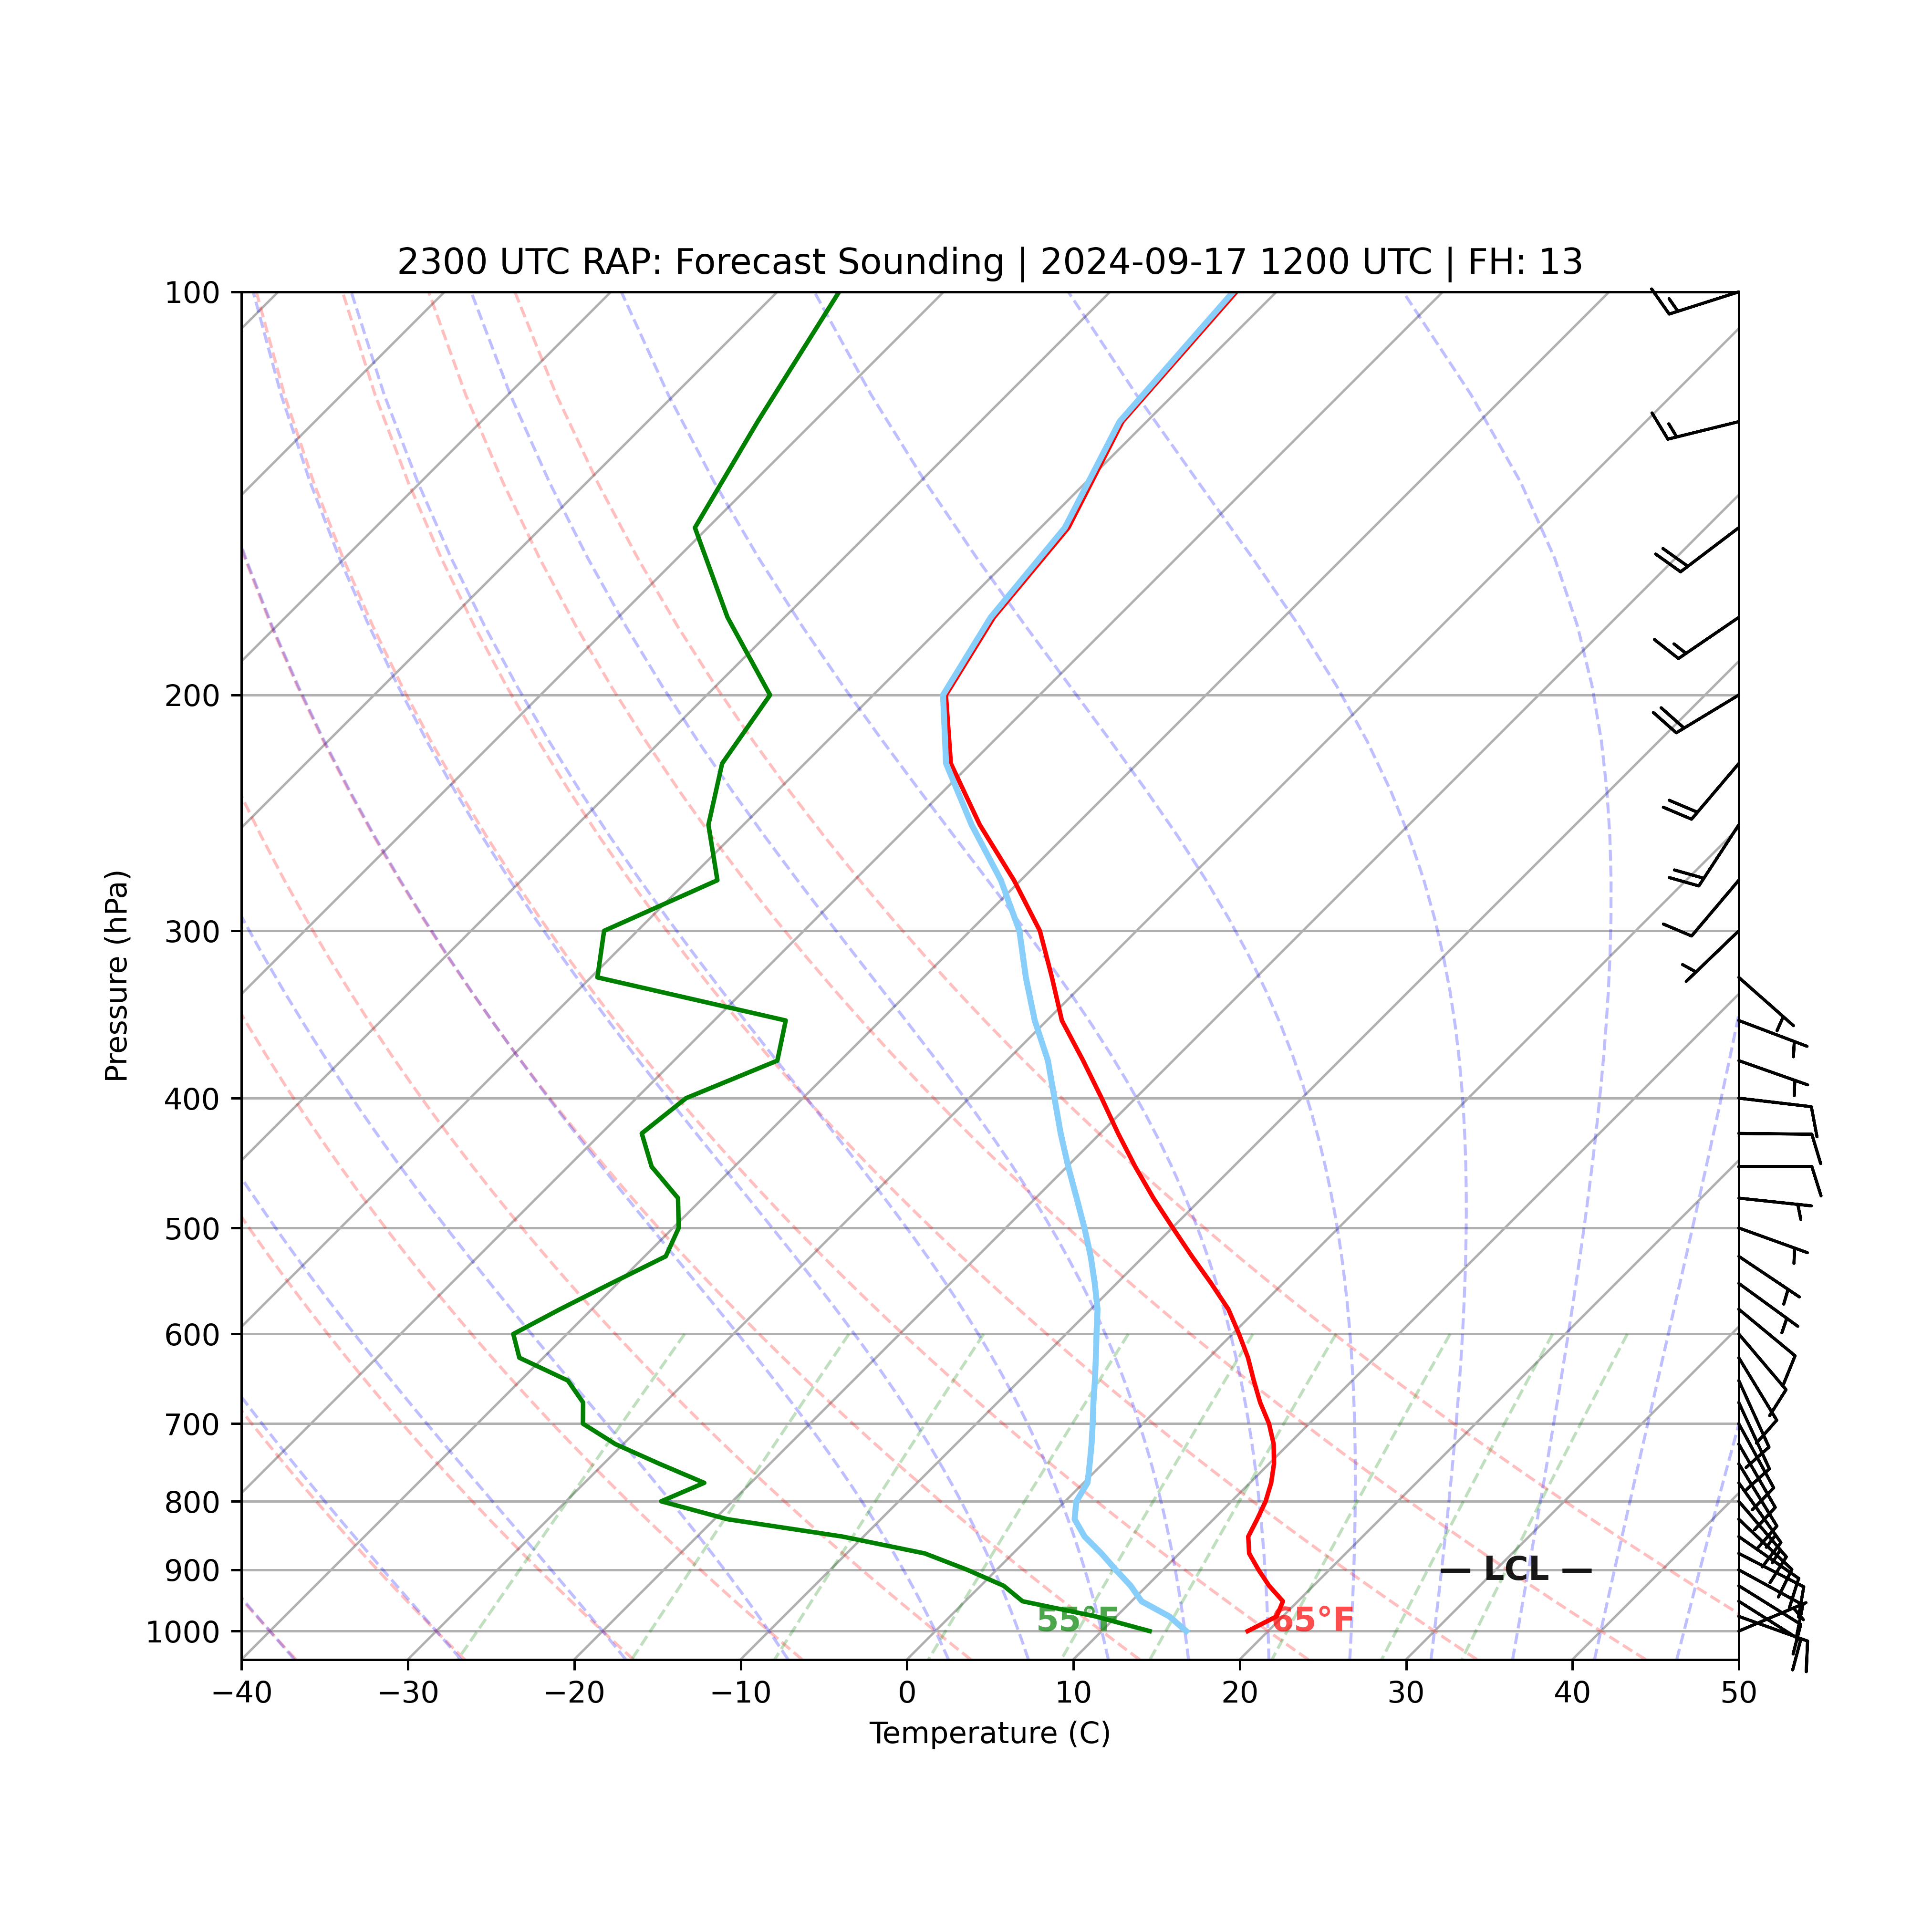 2300 UTC RAP: Forecast Sounding | 2024-09-17 1200 UTC | FH: 13
100
200
300
400
500
600
700
800
900
1000
Pressure (hPa)
— LCL —
55°F
65°F
−40 −30 −20 −10 0 10 20 30 40 50
Temperature (C)